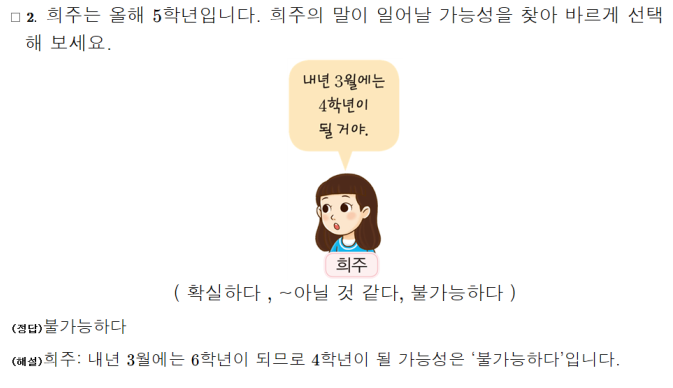 □ 2. 희주는 올해 5학년입니다. 희주의 말이 일어날 가능성을 찾아 바르게 선택
해 보세요.
내년 3월에는
4학년이
될 거야.
희주
( 확실하다 , ~아닐 것 같다, 불가능하다 )
(정답)불가능하다
(해설)희주: 내년 3월에는 6학년이 되므로 4학년이 될 가능성은 ‘불가능하다’입니다.